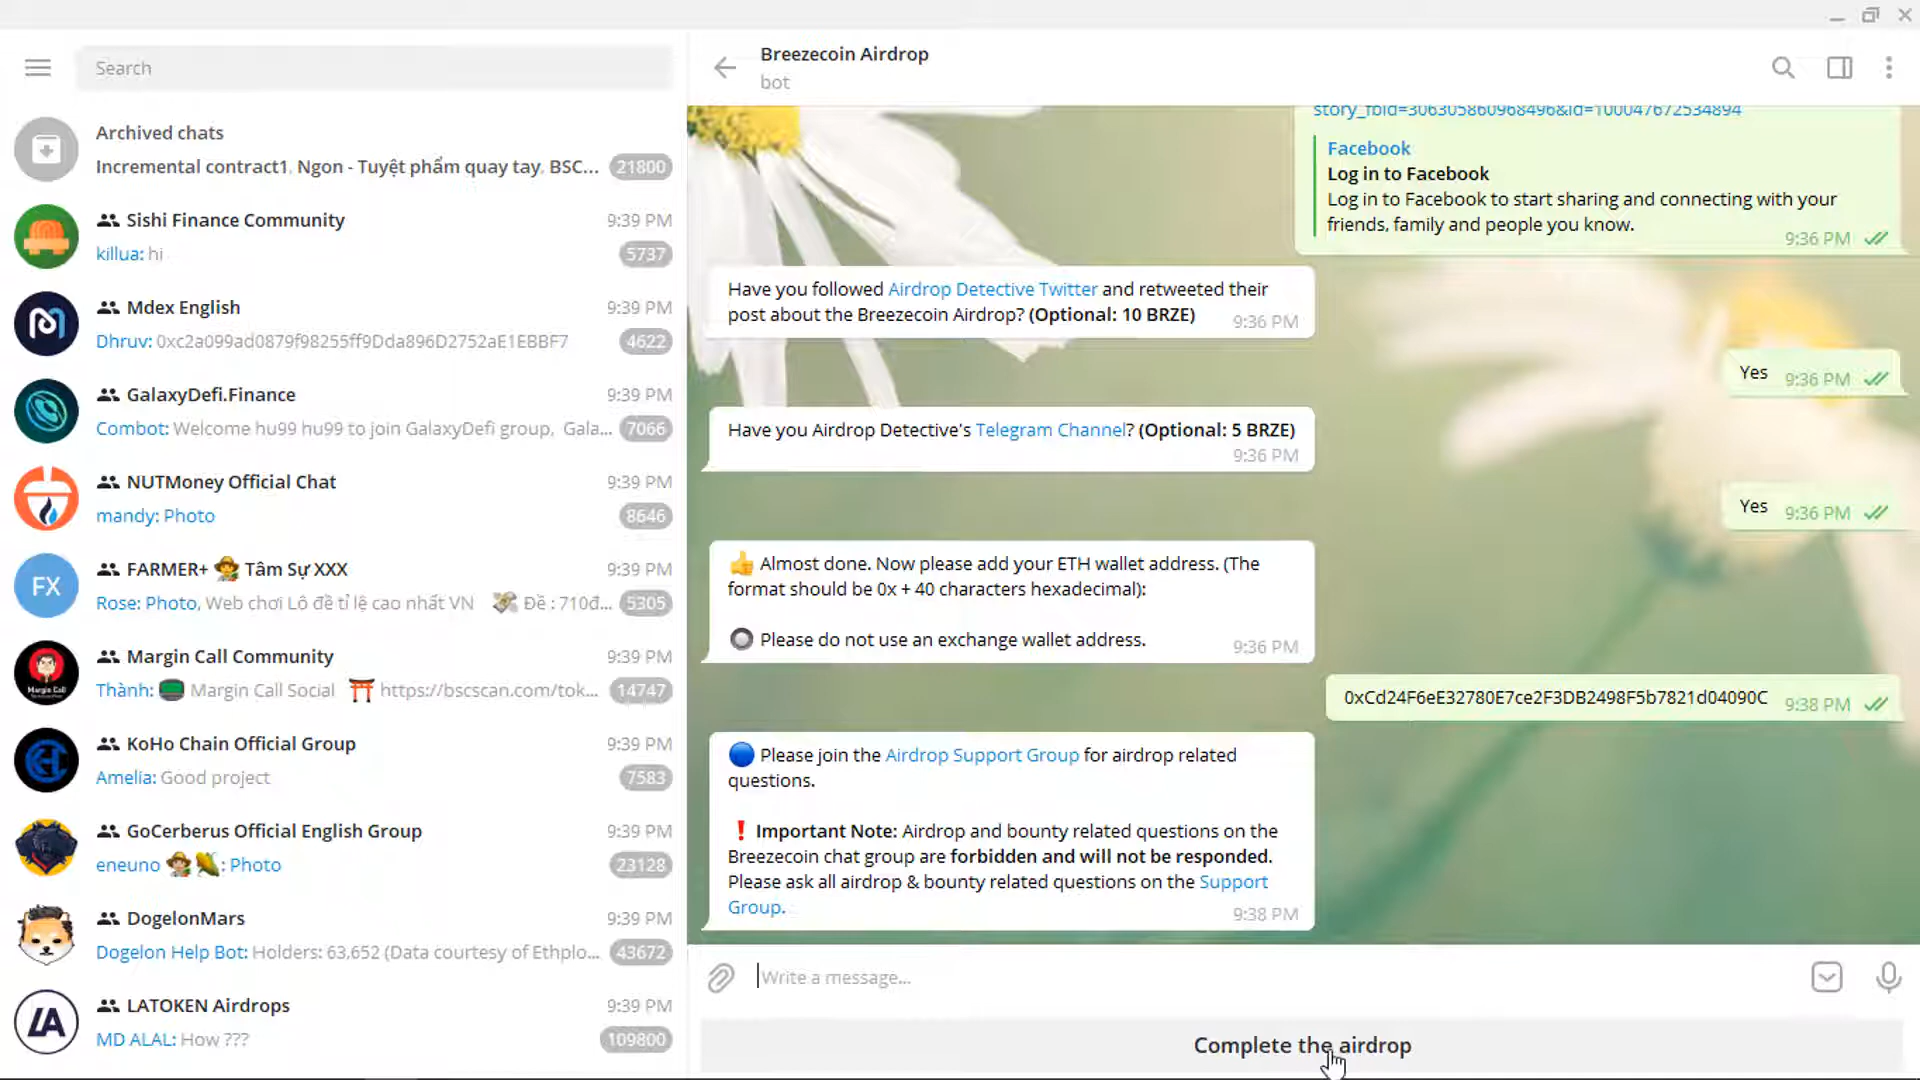 Search
Archived chats
Incremental contract1, Ngon - Tuyệt phẩm quay tay, BSC...
21800
Sishi Finance Community
9:39 PM
killua: hi
5737
Mdex English
9:39 PM
Dhruv: 0xc2a099ad0879f98255ff9Dda896D2752aE1EBBF7
4622
GalaxyDefi.Finance
9:39 PM
Combot: Welcome hu99 hu99 to join GalaxyDefi group, Gala...
7066
NUTMoney Official Chat
9:39 PM
mandy: Photo
8646
FX
FARMER+ 👨‍🌾 Tâm Sự XXX
9:39 PM
Rose: Photo, Web chơi Lô đề tỉ lệ cao nhất VN 💸 Đề : 710đ...
5305
Margin Call
Margin Call Community
9:39 PM
Thành: Margin Call Social ⛩ https://bscscan.com/tok...
14747
KoHo Chain Official Group
9:39 PM
Amelia: Good project
7583
GoCerberus Official English Group
9:39 PM
eneuno 👨‍🌾🌽: Photo
23128
DogelonMars
9:39 PM
Dogelon Help Bot: Holders: 63,652 (Data courtesy of Ethplo...
43672
LA
LATOKEN Airdrops
9:39 PM
MD ALAL: How ???
109800
Breezecoin Airdrop
bot
story_fbid=306305860968496&id=100047672534894
Facebook
Log in to Facebook
Log in to Facebook to start sharing and connecting with your
friends, family and people you know.
9:36 PM
Have you followed Airdrop Detective Twitter and retweeted their
post about the Breezecoin Airdrop? (Optional: 10 BRZE)
9:36 PM
Yes
9:36 PM
Have you Airdrop Detective's Telegram Channel? (Optional: 5 BRZE)
9:36 PM
Yes
9:36 PM
👍 Almost done. Now please add your ETH wallet address. (The
format should be 0x + 40 characters hexadecimal):
🔘 Please do not use an exchange wallet address.
9:36 PM
0xCd24F6eE32780E7ce2F3DB2498F5b7821d04090C
9:38 PM
🔵 Please join the Airdrop Support Group for airdrop related
questions.
❗ Important Note: Airdrop and bounty related questions on the
Breezecoin chat group are forbidden and will not be responded.
Please ask all airdrop & bounty related questions on the Support
Group.
9:38 PM
Write a message...
Complete the airdrop